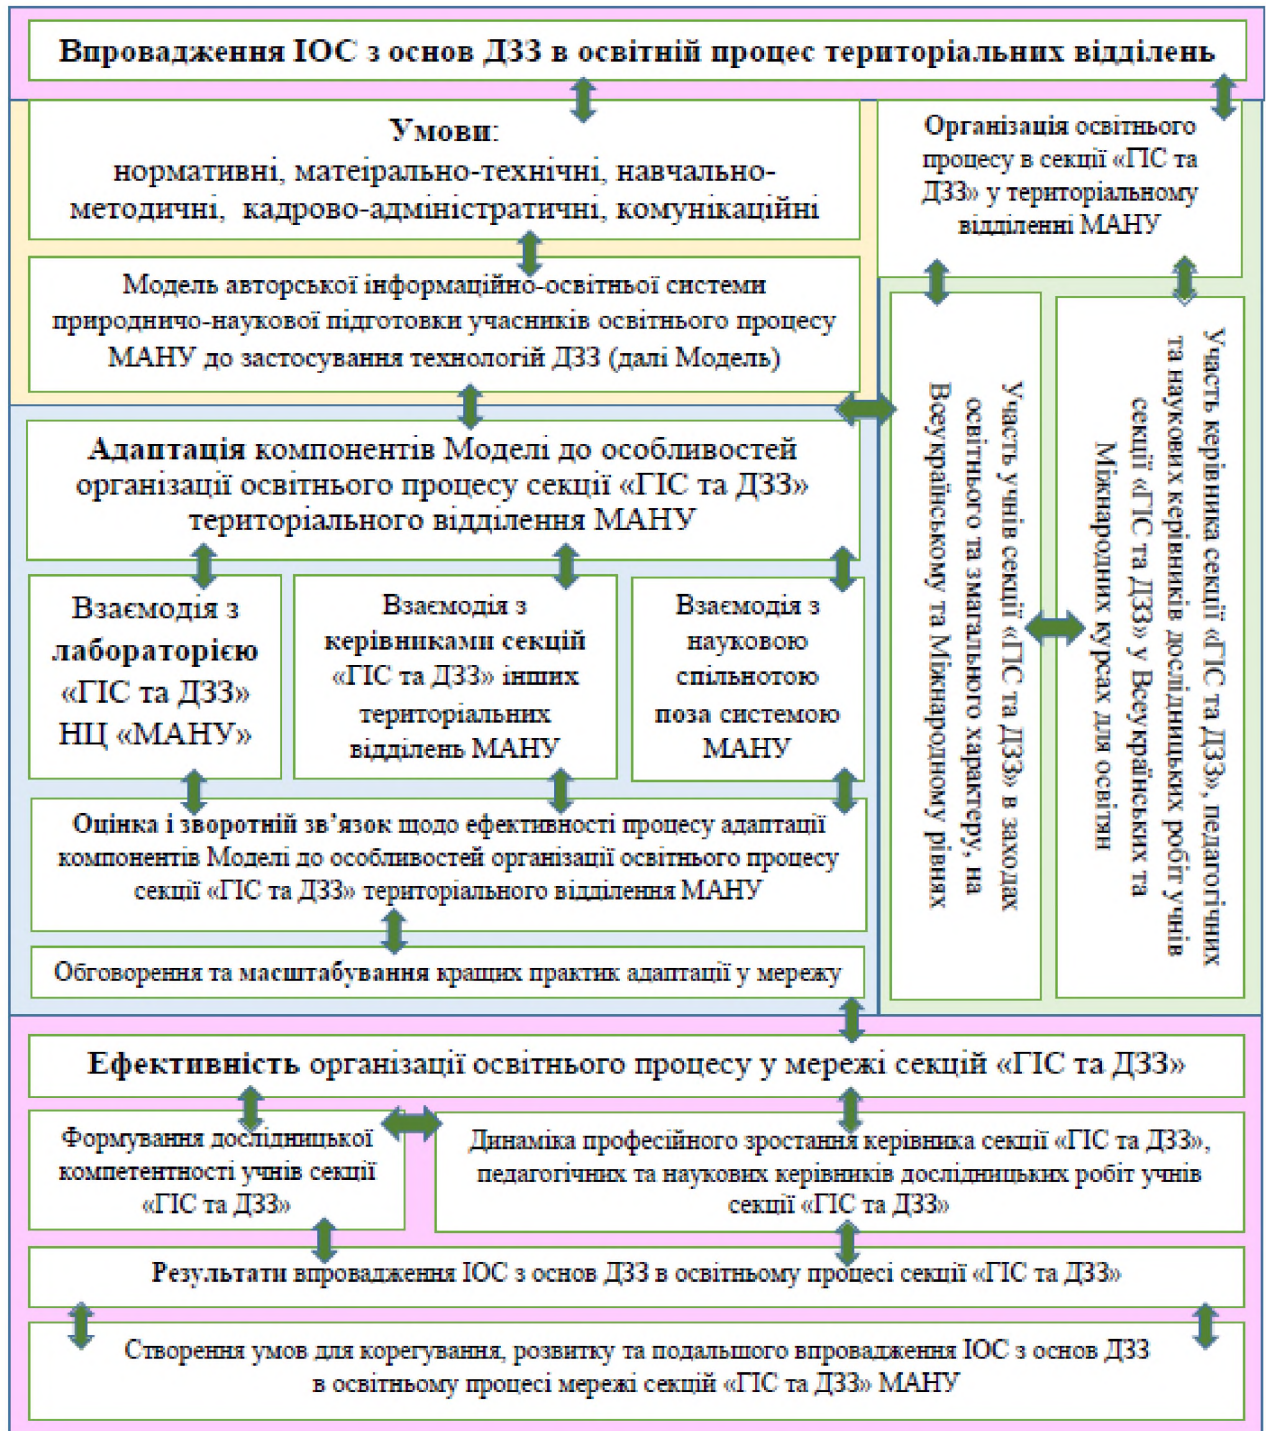 Впровадження ІОС з основ ДЗЗ в освітній процес територіальних відділень
Умови:
нормативні, матеірально-технічні, навчально-
методичні, кадрово-адміністратичні, комунікаційні
Організація освітнього
процесу в секції «ГІС та
ДЗЗ» у територіальному
відділенні МАНУ
Модель авторської інформаційно-освітньої системи
природничо-наукової підготовки учасників освітнього процесу
МАНУ до застосування технологій ДЗЗ (далі Модель)
Адаптація компонентів Моделі до особливостей
організації освітнього процесу секції «ГІС та ДЗЗ»
територіального відділення МАНУ
Участь учнів секції «ГІС та ДЗЗ» в заходах
освітнього та змагального характеру, на
Всеукраїнському та Міжнародному рівнях
Участь керівника секції «ГІС та ДЗЗ», педагогічних
та наукових керівників дослідницьких робіт учнів
секції «ГІС та ДЗЗ» у Всеукраїнських та
Міжнародних курсах для освітян
Взаємодія з
лабораторією
«ГІС та ДЗЗ»
НЦ «МАНУ»
Взаємодія з
керівниками секцій
«ГІС та ДЗЗ» інших
територіальних
відділень МАНУ
Взаємодія з
науковою
спільнотою
поза системою
МАНУ
Оцінка і зворотній зв’язок щодо ефективності процесу адаптації
компонентів Моделі до особливостей організації освітнього процесу
секції «ГІС та ДЗЗ» територіального відділення МАНУ
Обговорення та масштабування кращих практик адаптації у мережу
Ефективність організації освітнього процесу у мережі секцій «ГІС та ДЗЗ»
Формування дослідницької
компетентності учнів секції
«ГІС та ДЗЗ»
Динаміка професійного зростання керівника секції «ГІС та ДЗЗ»,
педагогічних та наукових керівників дослідницьких робіт учнів
секції «ГІС та ДЗЗ»
Результати впровадження ІОС з основ ДЗЗ в освітньому процесі секції «ГІС та ДЗЗ»
Створення умов для корегування, розвитку та подальшого впровадження ІОС з основ ДЗЗ
в освітньому процесі мережі секцій «ГІС та ДЗЗ» МАНУ